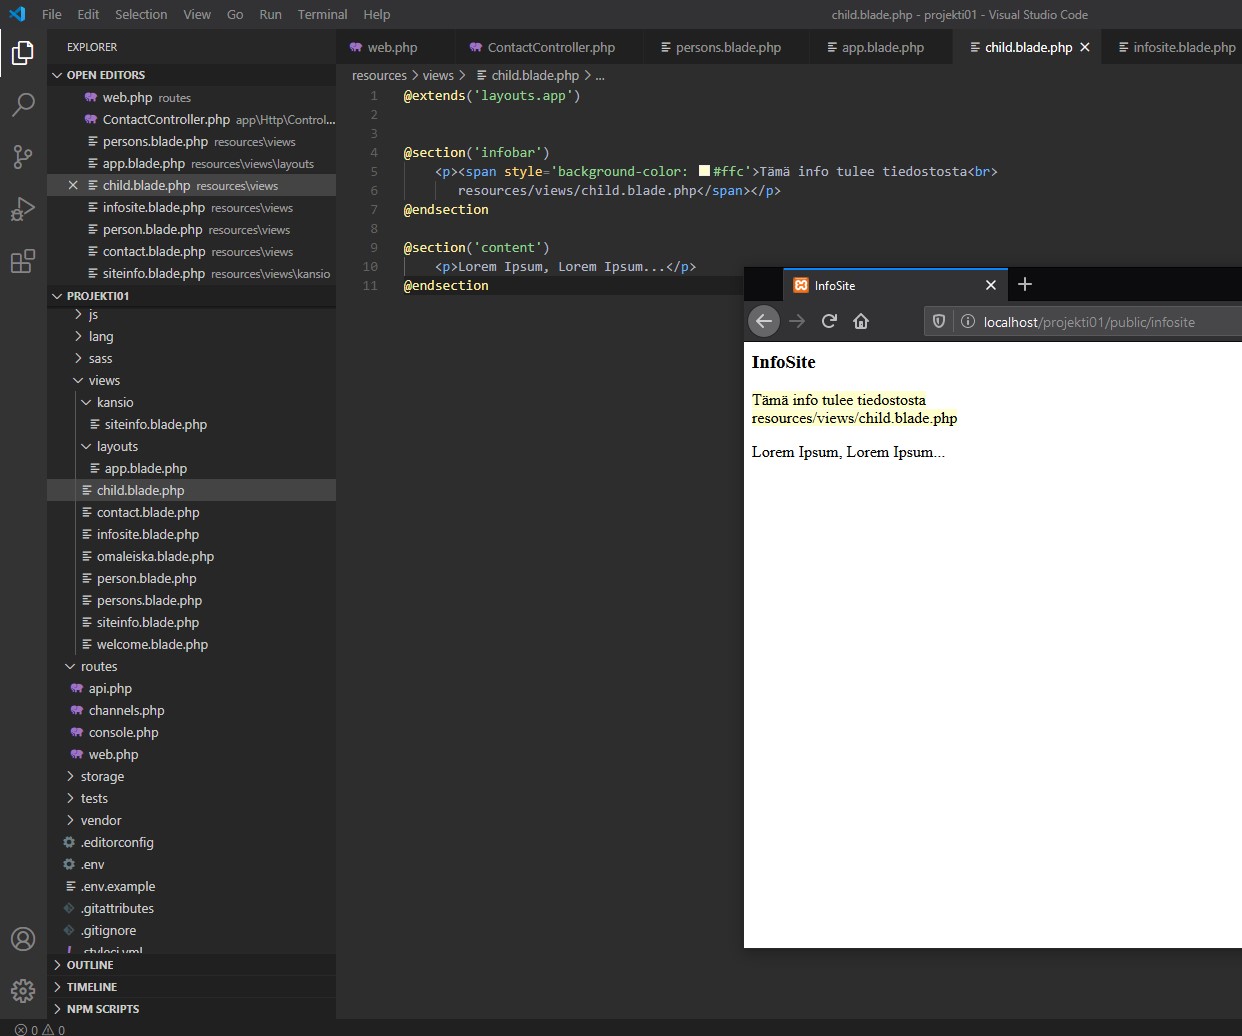 File Edit Selection View Go Run Terminal Help
child.blade.php - projekti01 - Visual Studio Code
EXPLORER
OPEN EDITORS
web.php routes
ContactController.php app\Http\Control...
persons.blade.php resources\views
app.blade.php resources\views\layouts
child.blade.php resources\views
infosite.blade.php resources\views
person.blade.php resources\views
contact.blade.php resources\views
siteinfo.blade.php resources\views\kansio
PROJEKTI01
js
lang
sass
views
kansio
siteinfo.blade.php
layouts
app.blade.php
child.blade.php
contact.blade.php
infosite.blade.php
omaleiska.blade.php
person.blade.php
persons.blade.php
siteinfo.blade.php
welcome.blade.php
routes
api.php
channels.php
console.php
web.php
storage
tests
vendor
.editorconfig
.env
.env.example
.gitattributes
.gitignore
.styleci.yml
OUTLINE
TIMELINE
NPM SCRIPTS
0 0
web.php ContactController.php persons.blade.php app.blade.php child.blade.php infosite.blade.php
resources > views > child.blade.php > ...
1 @extends('layouts.app')
2
3
4 @section('infobar')
5 <p><span style='background-color: #ffc'>Tämä info tulee tiedostosta<br>
6 resources/views/child.blade.php</span></p>
7 @endsection
8
9 @section('content')
10 <p>Lorem Ipsum, Lorem Ipsum...</p>
11 @endsection
InfoSite
localhost/projekti01/public/infosite
InfoSite
Tämä info tulee tiedostosta
resources/views/child.blade.php
Lorem Ipsum, Lorem Ipsum...